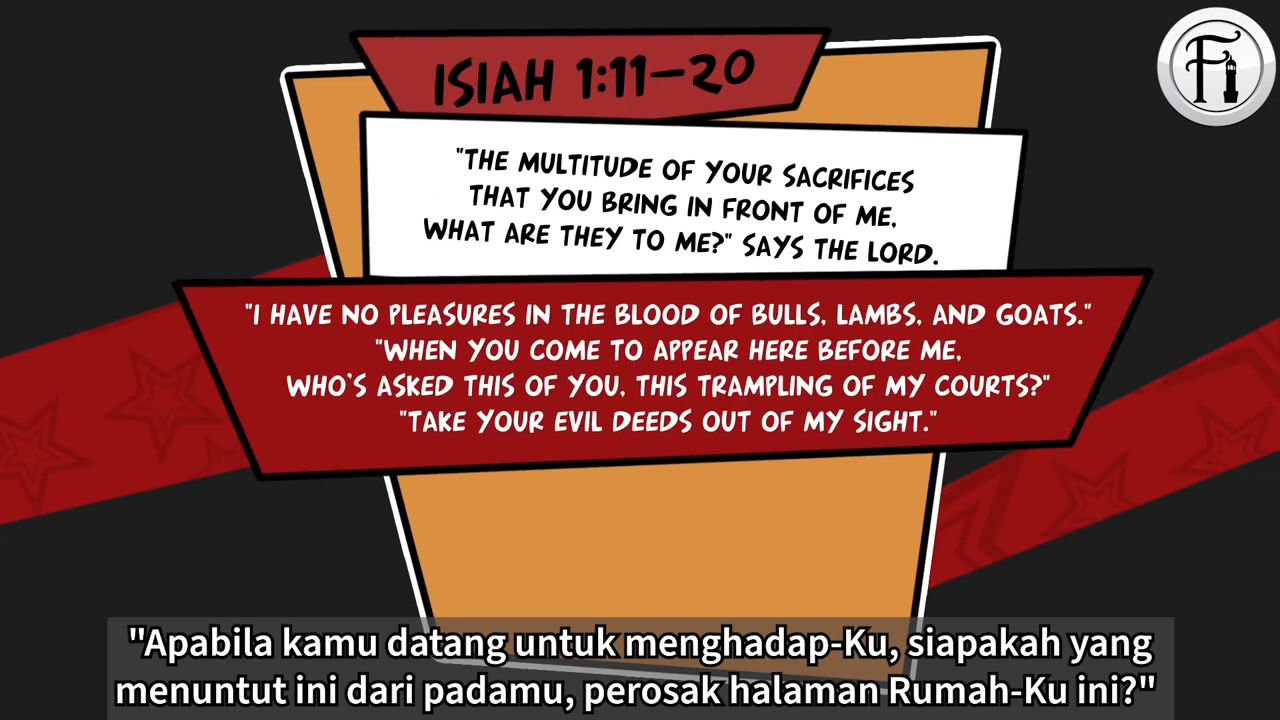 ISIAH 1:11–20
"THE MULTITUDE OF YOUR SACRIFICES
THAT YOU BRING IN FRONT OF ME,
WHAT ARE THEY TO ME?" SAYS THE LORD.
"I HAVE NO PLEASURES IN THE BLOOD OF BULLS, LAMBS, AND GOATS."
"WHEN YOU COME TO APPEAR HERE BEFORE ME,
WHO'S ASKED THIS OF YOU, THIS TRAMPLING OF MY COURTS?"
"TAKE YOUR EVIL DEEDS OUT OF MY SIGHT."
"Apabila kamu datang untuk menghadap-Ku, siapakah yang
menuntut ini dari padamu, perosak halaman Rumah-Ku ini?"
Fi